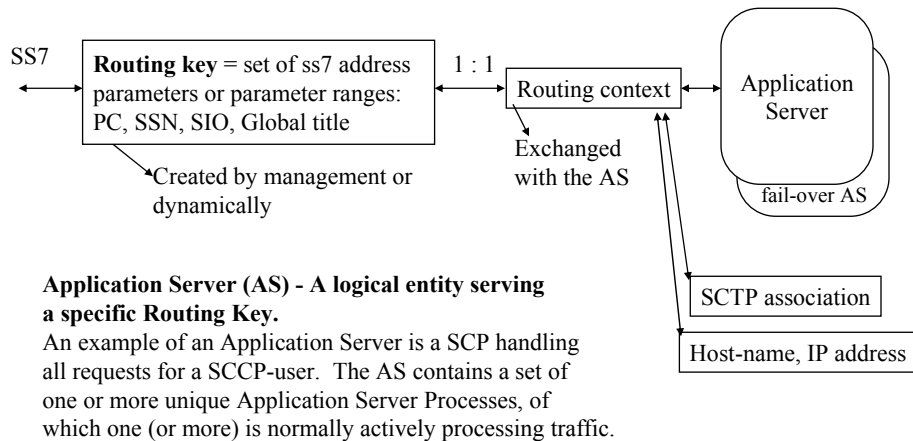 SS7
Routing key = set of ss7 address
parameters or parameter ranges:
PC, SSN, SIO, Global title
1 : 1
Routing context
Application
Server
fail-over AS
Created by management or
dynamically
Exchanged
with the AS
SCTP association
Host-name, IP address
Application Server (AS) - A logical entity serving
a specific Routing Key.
An example of an Application Server is a SCP handling
all requests for a SCCP-user. The AS contains a set of
one or more unique Application Server Processes, of
which one (or more) is normally actively processing traffic.